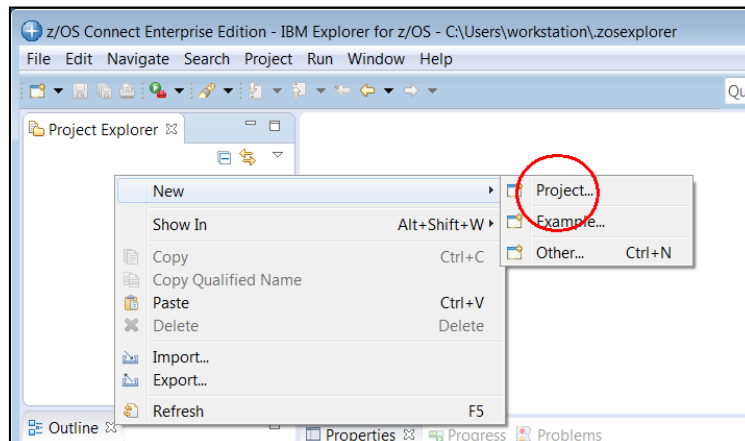 z/OS Connect Enterprise Edition - IBM Explorer for z/OS - C:\Users\workstation\.zosexplorer
File Edit Navigate Search Project Run Window Help
Qu
Project Explorer
New
Project...
Show In Alt+Shift+W
Example...
Copy Ctrl+C
Other... Ctrl+N
Copy Qualified Name
Paste Ctrl+V
Delete Delete
Import...
Export...
Refresh F5
Outline
Properties Progress Problems